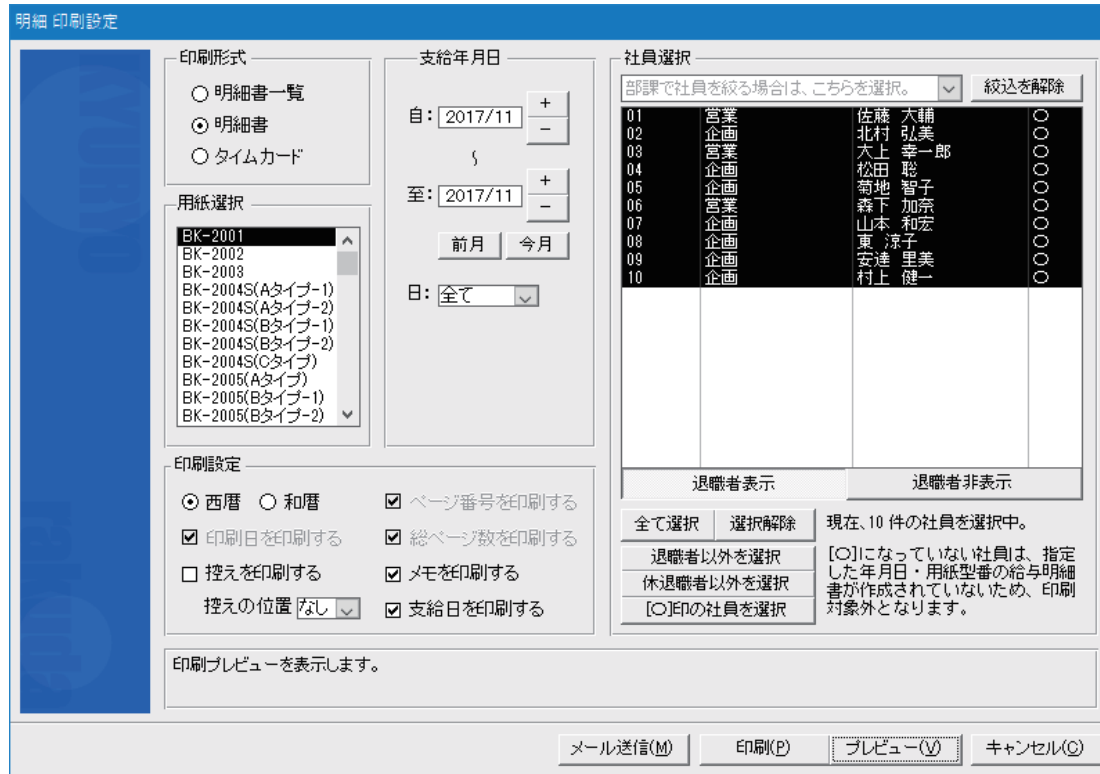 明細 印刷設定
印刷形式
明細書一覧
明細書
タイムカード
用紙選択
BK-2001
BK-2002
BK-2003
BK-2004S(Aタイプ-1)
BK-2004S(Aタイプ-2)
BK-2004S(Bタイプ-1)
BK-2004S(Bタイプ-2)
BK-2004S(Cタイプ)
BK-2005(Aタイプ)
BK-2005(Bタイプ-1)
BK-2005(Bタイプ-2)
支給年月日
自: 2017/11 + -
～
至: 2017/11 + -
前月 今月
日: 全て
社員選択
部課で社員を絞る場合は、こちらを選択。 絞込を解除
01 営業 佐藤 大輔 ○
02 企画 北村 弘美 ○
03 営業 大上 幸一郎 ○
04 企画 松田 聡 ○
05 企画 菊地 智子 ○
06 営業 森下 加奈 ○
07 企画 山本 和宏 ○
08 企画 東 涼子 ○
09 企画 安達 里美 ○
10 企画 村上 健一 ○
退職者表示 退職者非表示
全て選択 選択解除 現在、10 件の社員を選択中。
退職者以外を選択
休退職者以外を選択
[○]印の社員を選択
[○]になっていない社員は、指定
した年月日・用紙型番の給与明細
書が作成されていないため、印刷
対象外となります。
印刷設定
西暦 和暦
印刷日を印刷する
控えを印刷する
控えの位置 なし
ページ番号を印刷する
総ページ数を印刷する
メモを印刷する
支給日を印刷する
印刷プレビューを表示します。
メール送信(M) 印刷(P) プレビュー(V) キャンセル(C)
KYURYO
rakuda